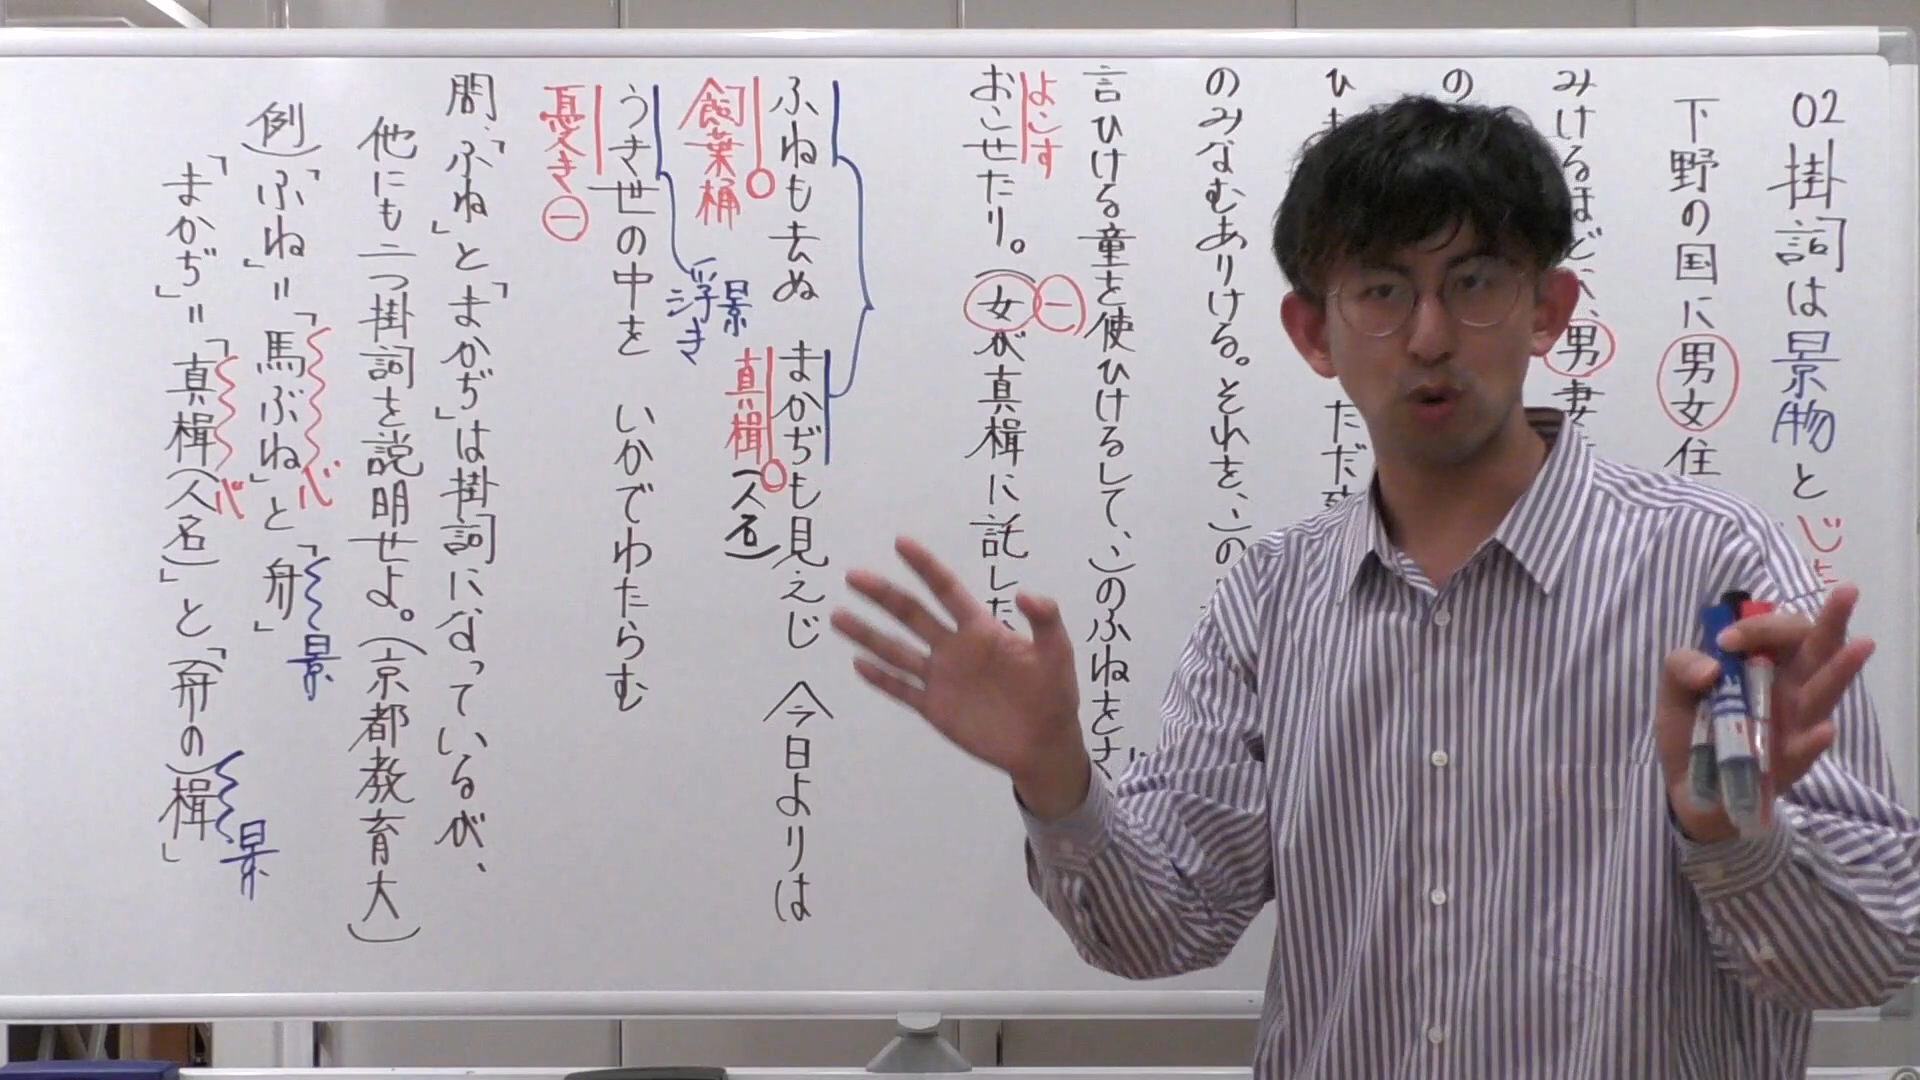 02 掛詞は景物とじ
下野の国に男女住
みけるほど、男妻
の
ひ ただ
のみなむありける。それを、この
言ひける童を使ひけるして、このふねをさ
よこす
おこせたり。(女が真楫に託した
㊀
ふねも去ぬ まかぢも見えじ 今日よりは
飼葉桶
真楫(人名)
うき世の中を いかでわたらむ
浮き
景
憂き㊀
問、「ふね」と「まかぢ」は掛詞になっているが、
他にも二つ掛詞を説明せよ。(京都教育大)
例)「ふね」=「馬ぶね」と「舟」
心
景
「まかぢ」=「真楫(人名)」と「(舟の)楫」
心
景